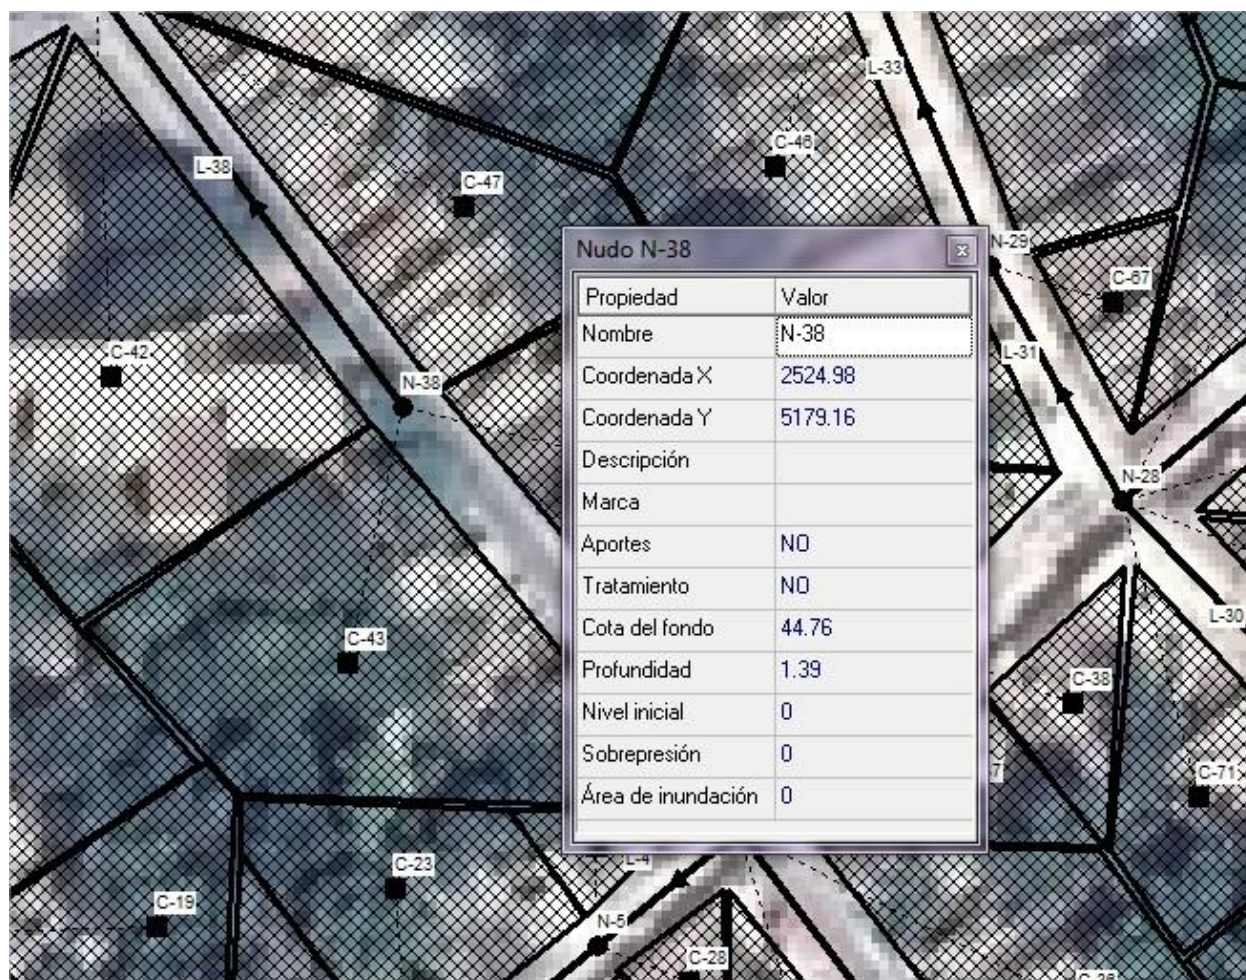 L-33
C-46
L-38
C-47
N-29
C-67
L-31
C-42
N-38
N-28
L-30
C-43
C-38
C-71
C-23
L-4
C-19
N-5
C-28
Nudo N-38
x
Propiedad Valor
Nombre N-38
Coordenada X 2524.98
Coordenada Y 5179.16
Descripción
Marca
Aportes NO
Tratamiento NO
Cota del fondo 44.76
Profundidad 1.39
Nivel inicial 0
Sobrepresión 0
Área de inundación 0